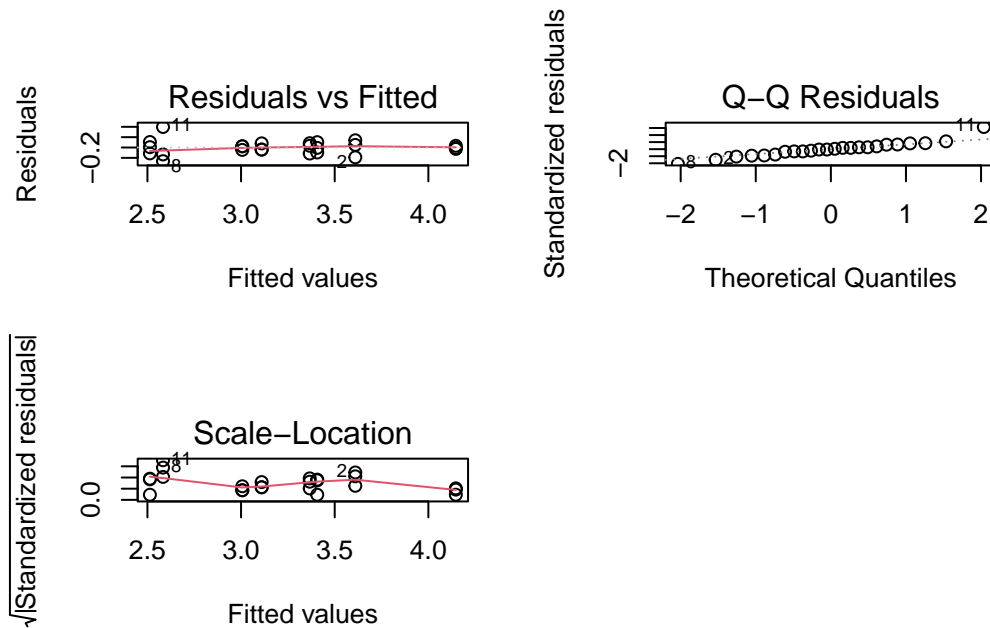 Residuals vs Fitted
Residuals
−0.2
11
8
2
2.5 3.0 3.5 4.0
Fitted values
Q−Q Residuals
Standardized residuals
−2
8
2
11
−2 −1 0 1 2
Theoretical Quantiles
Scale−Location
√|Standardized residuals|
0.0
11
8
2
2.5 3.0 3.5 4.0
Fitted values